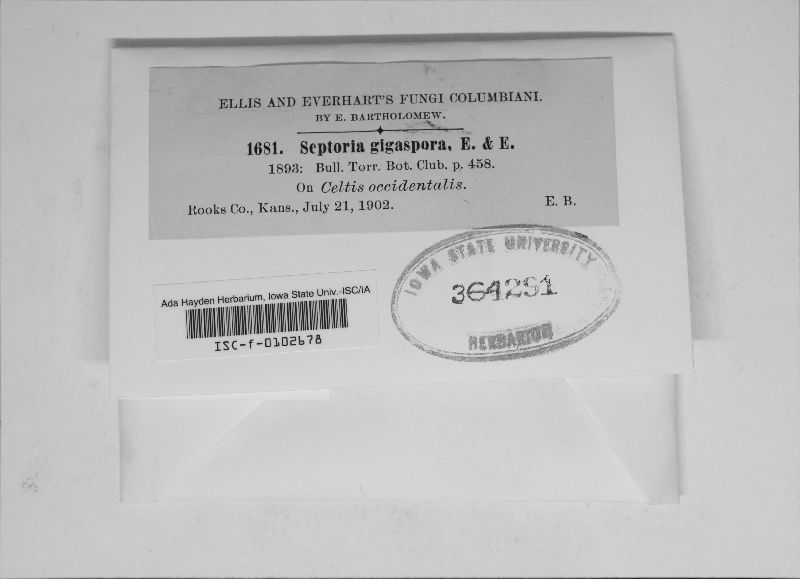 ELLIS AND EVERHART'S FUNGI COLUMBIANI.
BY E. BARTHOLOMEW.
1681. Septoria gigaspora, E. & E.
1893: Bull. Torr. Bot. Club, p. 458.
On Celtis occidentalis.
Rooks Co., Kans., July 21, 1902. E. B.
IOWA STATE UNIVERSITY
364291
HERBARIUM
Ada Hayden Herbarium, Iowa State Univ.-ISC/IA
ISC-f-0102678